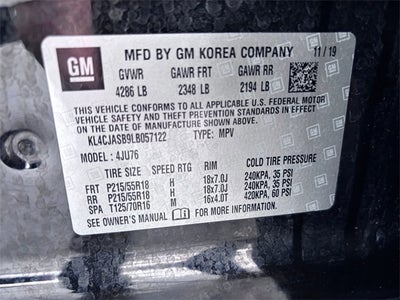 GM MFD BY GM KOREA COMPANY 11/19
GVWR GAWR FRT GAWR RR
4286 LB 2348 LB 2194 LB
THIS VEHICLE CONFORMS TO ALL APPLICABLE U.S. FEDERAL MOTOR
VEHICLE SAFETY, BUMPER, AND THEFT PREVENTION STANDARDS IN
EFFECT ON THE DATE OF MANUFACTURE SHOWN ABOVE.
KL4CJASB9LB057122 TYPE: MPV
MODEL: 4JU76
TIRE SIZE SPEED RTG RIM COLD TIRE PRESSURE
FRT P215/55R18 H 18x7.0J 240KPA, 35 PSI
RR P215/55R18 H 18x7.0J 240KPA, 35 PSI
SPA T125/70R16 M 16x4.0T 420KPA, 60 PSI
SEE OWNER'S MANUAL FOR MORE INFORMATION.